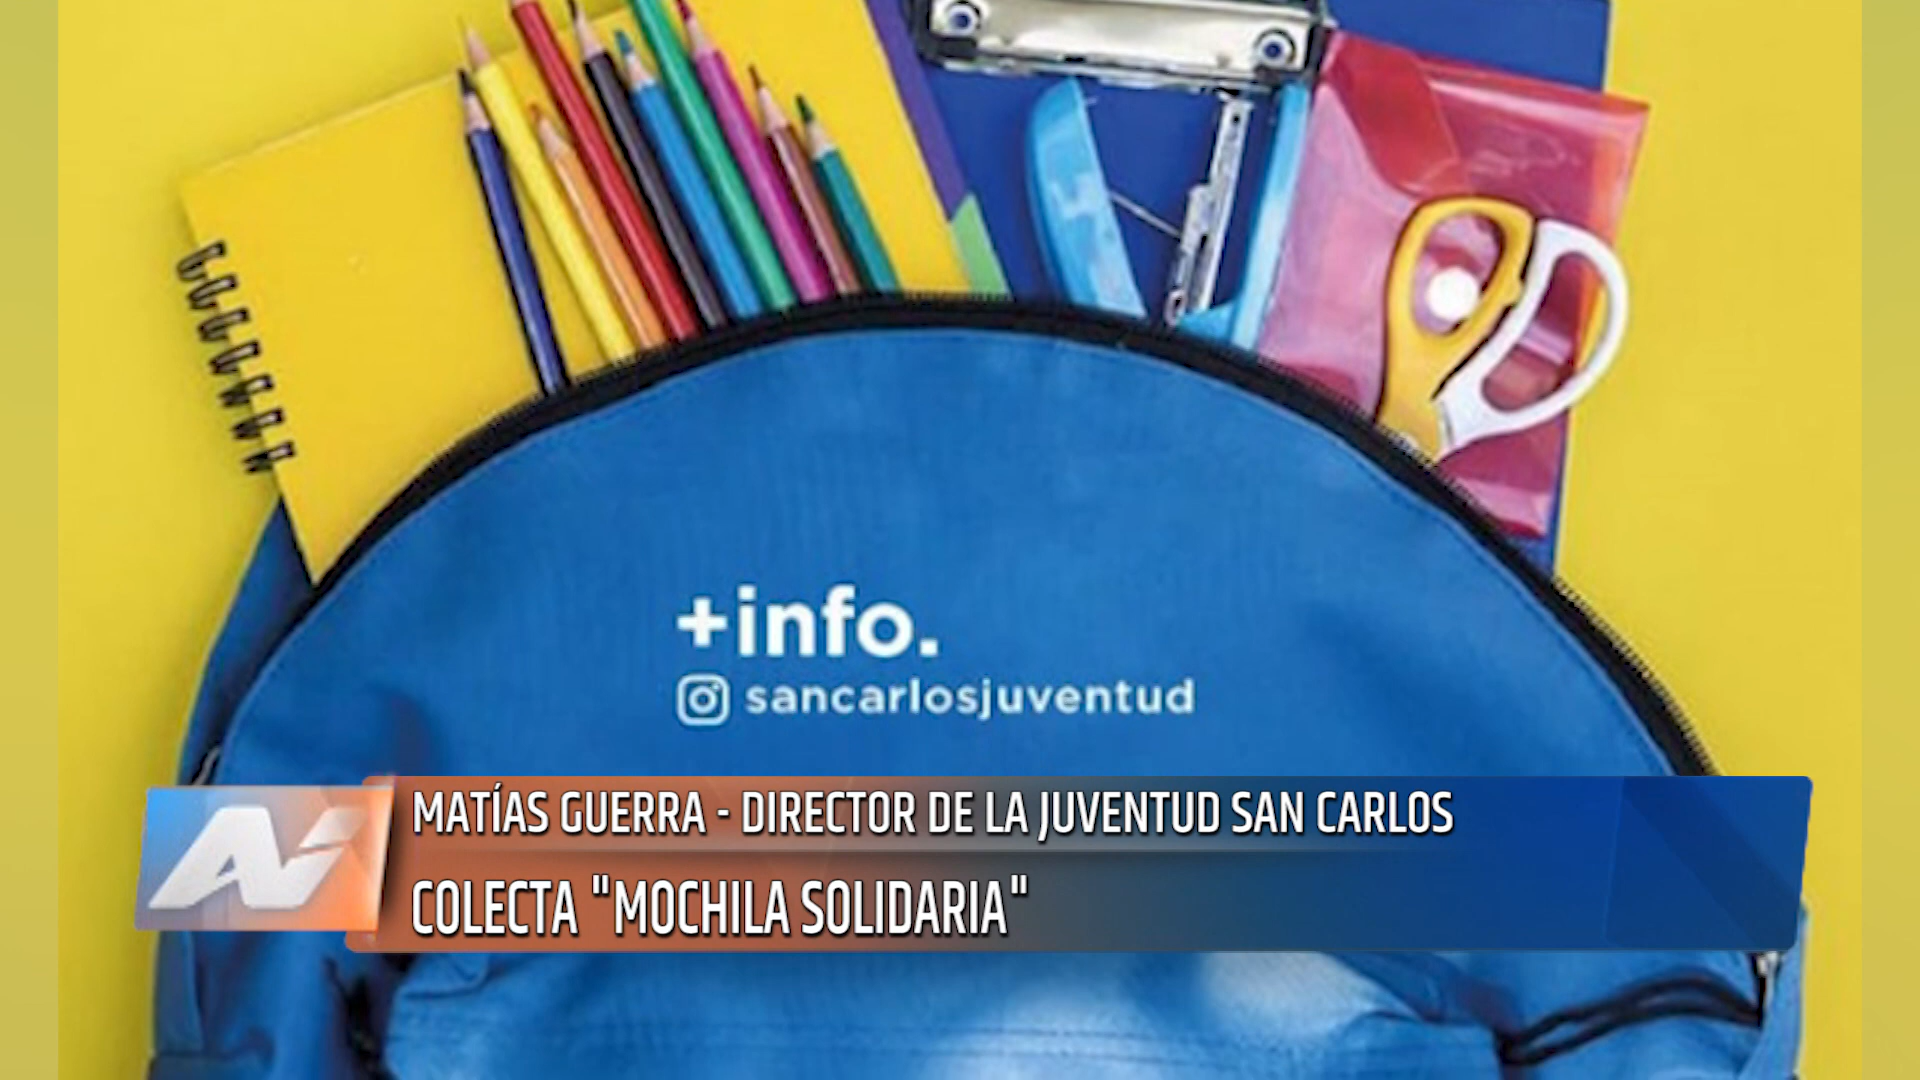 +info.
sancarlosjuventud
MATÍAS GUERRA - DIRECTOR DE LA JUVENTUD SAN CARLOS
COLECTA "MOCHILA SOLIDARIA"